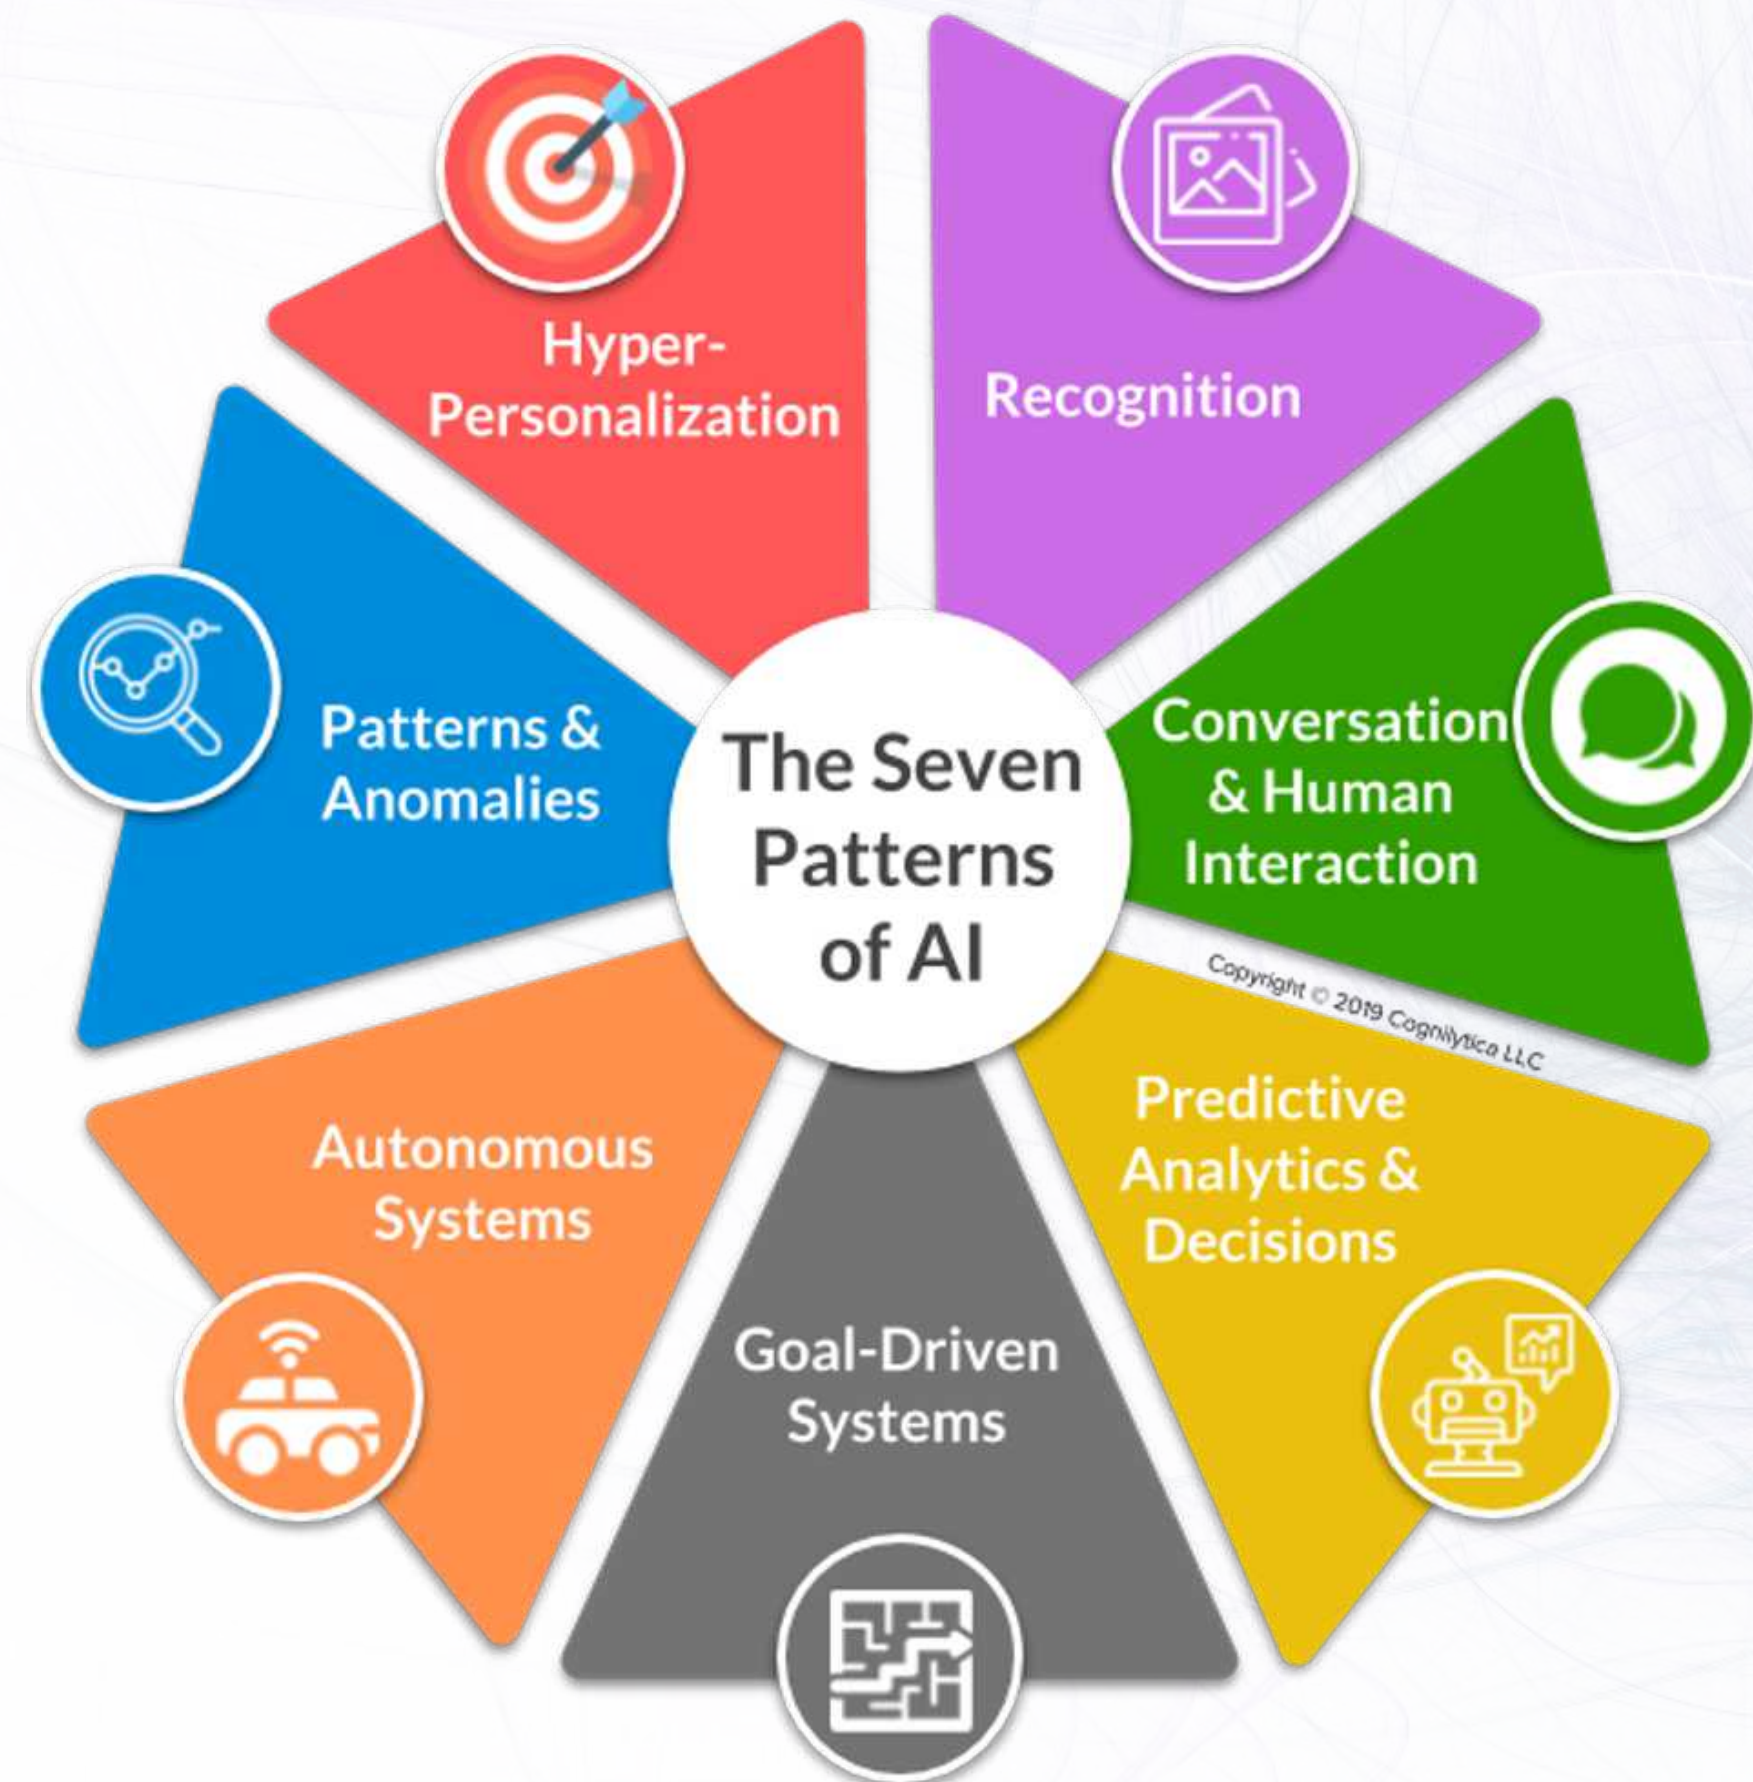 Hyper-
Personalization
Recognition
Patterns &
Anomalies
The Seven
Patterns
of AI
Conversation
& Human
Interaction
Copyright © 2019 Cognilytica LLC
Predictive
Analytics &
Decisions
Autonomous
Systems
Goal-Driven
Systems